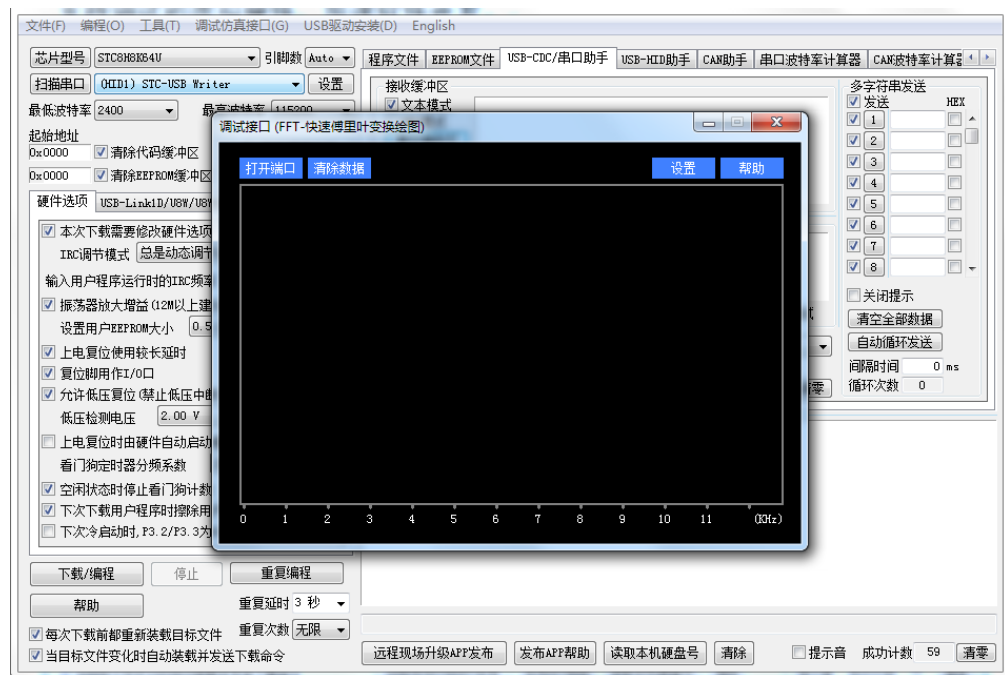 文件(F) 编程(O) 工具(T) 调试仿真接口(G) USB驱动安装(D) English
芯片型号 STC8H8K64U 引脚数 Auto
扫描串口 (HID1) STC-USB Writer 设置
最低波特率 2400 最高波特率 115200
起始地址
0x0000 清除代码缓冲区
0x0000 清除EEPROM缓冲区
硬件选项 USB-Link1D/U8W/U8W
本次下载需要修改硬件选项
IRC调节模式 总是动态调节
输入用户程序运行时的IRC频率
振荡器放大增益(12M以上建
设置用户EEPROM大小 0.5
上电复位使用较长延时
复位脚用作I/O口
允许低压复位(禁止低压中断
低压检测电压 2.00 V
上电复位时由硬件自动启动
看门狗定时器分频系数
空闲状态时停止看门狗计数
下次下载用户程序时擦除用
下次冷启动时,P3.2/P3.3为
下载/编程 停止 重复编程
帮助 重复延时 3 秒
每次下载前都重新装载目标文件 重复次数 无限
当目标文件变化时自动装载并发送下载命令
程序文件 EEPROM文件 USB-CDC/串口助手 USB-HID助手 CAN助手 串口波特率计算器 CAN波特率计算器
接收缓冲区
文本模式
多字符串发送
发送 HEX
1
2
3
4
5
6
7
8
关闭提示
清空全部数据
自动循环发送
间隔时间 0 ms
清零 循环次数 0
调试接口 (FFT-快速傅里叶变换绘图)
打开端口 清除数据 设置 帮助
0 1 2 3 4 5 6 7 8 9 10 11 (KHz)
远程现场升级APP发布 发布APP帮助 读取本机硬盘号 清除 提示音 成功计数 59 清零